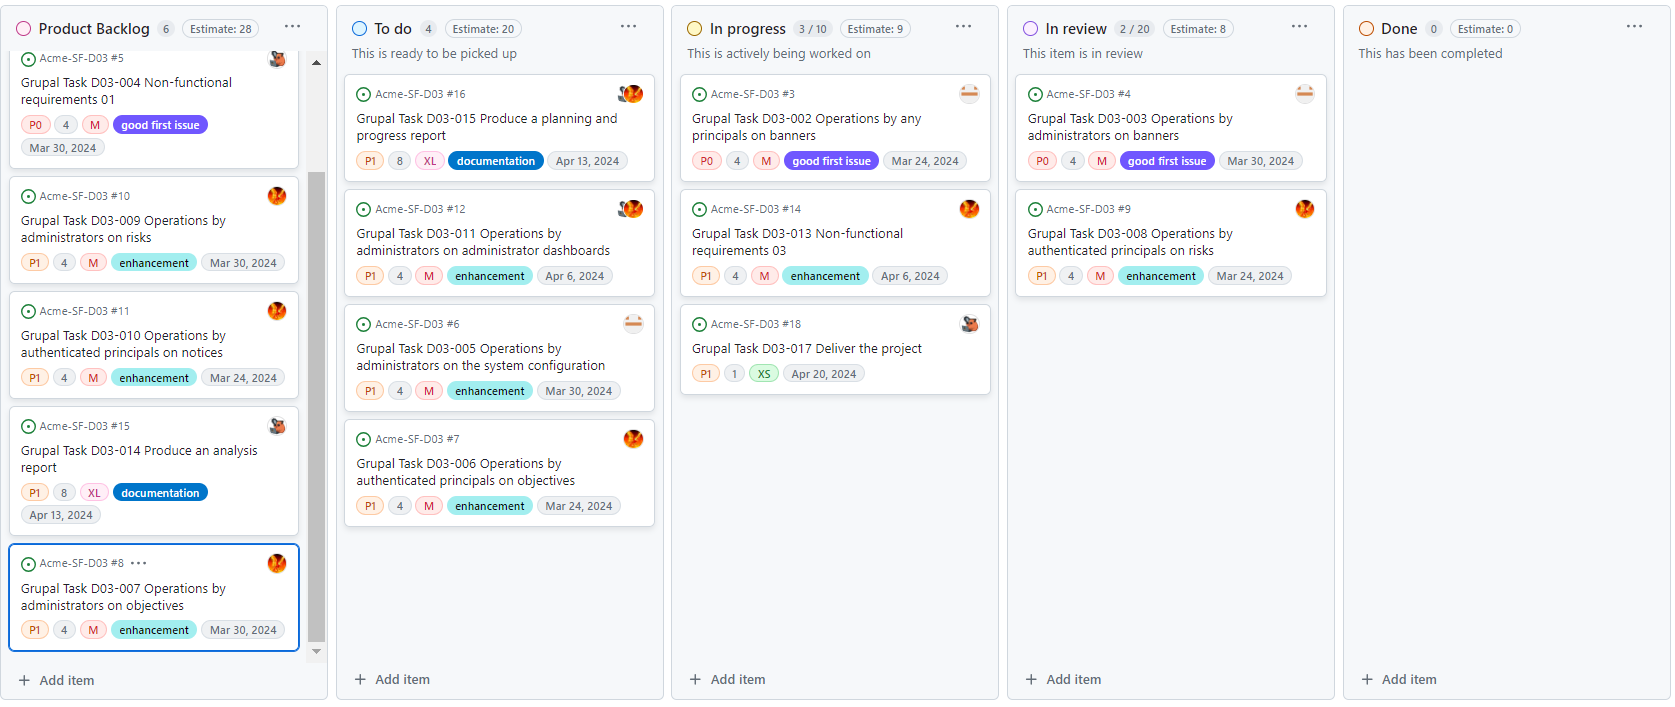 Product Backlog 6 Estimate: 28 ...
Acme-SF-D03 #5
Grupal Task D03-004 Non-functional
requirements 01
P0 4 M good first issue
Mar 30, 2024
Acme-SF-D03 #10
Grupal Task D03-009 Operations by
administrators on risks
P1 4 M enhancement Mar 30, 2024
Acme-SF-D03 #11
Grupal Task D03-010 Operations by
authenticated principals on notices
P1 4 M enhancement Mar 24, 2024
Acme-SF-D03 #15
Grupal Task D03-014 Produce an analysis
report
P1 8 XL documentation
Apr 13, 2024
Acme-SF-D03 #8 ...
Grupal Task D03-007 Operations by
administrators on objectives
P1 4 M enhancement Mar 30, 2024
+ Add item
To do 4 Estimate: 20 ...
This is ready to be picked up
Acme-SF-D03 #16
Grupal Task D03-015 Produce a planning and
progress report
P1 8 XL documentation Apr 13, 2024
Acme-SF-D03 #12
Grupal Task D03-011 Operations by
administrators on administrator dashboards
P1 4 M enhancement Apr 6, 2024
Acme-SF-D03 #6
Grupal Task D03-005 Operations by
administrators on the system configuration
P1 4 M enhancement Mar 30, 2024
Acme-SF-D03 #7
Grupal Task D03-006 Operations by
authenticated principals on objectives
P1 4 M enhancement Mar 24, 2024
+ Add item
In progress 3 / 10 Estimate: 9 ...
This is actively being worked on
Acme-SF-D03 #3
Grupal Task D03-002 Operations by any
principals on banners
P0 4 M good first issue Mar 24, 2024
Acme-SF-D03 #14
Grupal Task D03-013 Non-functional
requirements 03
P1 4 M enhancement Apr 6, 2024
Acme-SF-D03 #18
Grupal Task D03-017 Deliver the project
P1 1 XS Apr 20, 2024
+ Add item
In review 2 / 20 Estimate: 8 ...
This item is in review
Acme-SF-D03 #4
Grupal Task D03-003 Operations by
administrators on banners
P0 4 M good first issue Mar 30, 2024
Acme-SF-D03 #9
Grupal Task D03-008 Operations by
authenticated principals on risks
P1 4 M enhancement Mar 24, 2024
+ Add item
Done 0 Estimate: 0 ...
This has been completed
+ Add item